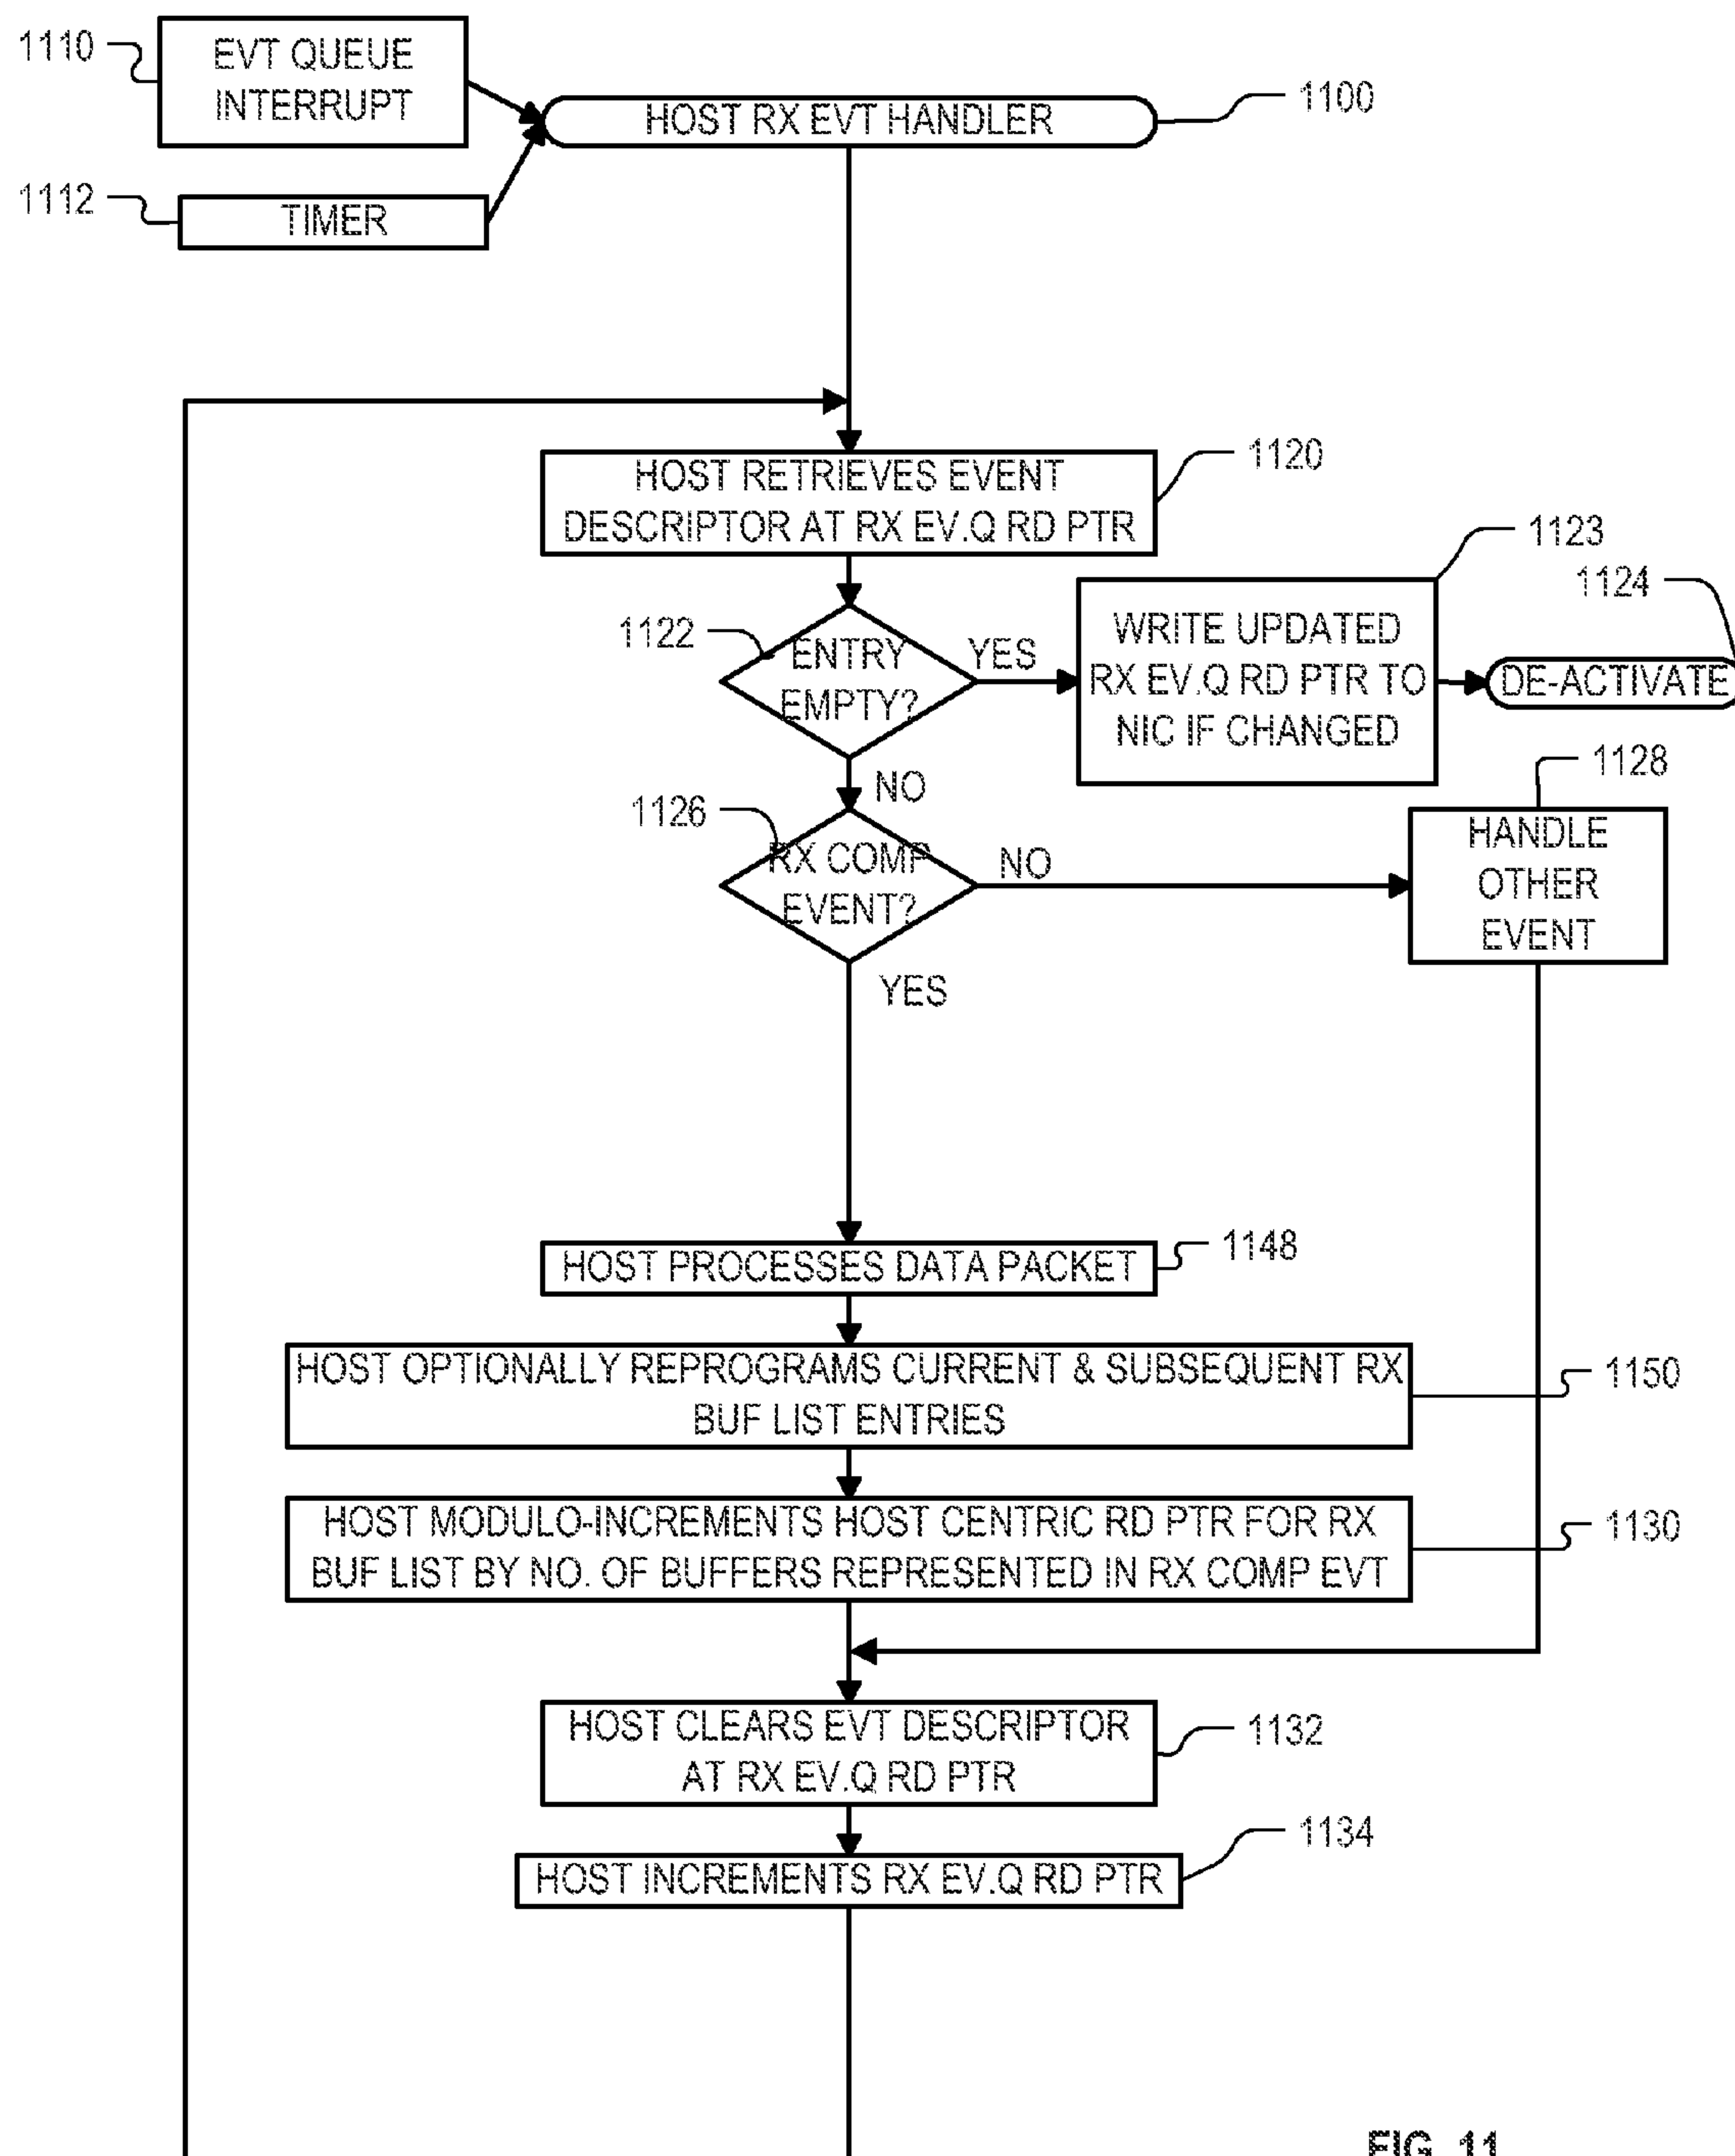 1110
EVT QUEUE
INTERRUPT
HOST RX EVT HANDLER
1100
1112
TIMER
HOST RETRIEVES EVENT
DESCRIPTOR AT RX EV.Q RD PTR
1120
1122
ENTRY
EMPTY?
YES
WRITE UPDATED
RX EV.Q RD PTR TO
NIC IF CHANGED
1123
1124
DE-ACTIVATE
NO
1126
RX COMP
EVENT?
NO
1128
HANDLE
OTHER
EVENT
YES
HOST PROCESSES DATA PACKET
1148
HOST OPTIONALLY REPROGRAMS CURRENT & SUBSEQUENT RX
BUF LIST ENTRIES
1150
HOST MODULO-INCREMENTS HOST CENTRIC RD PTR FOR RX
BUF LIST BY NO. OF BUFFERS REPRESENTED IN RX COMP EVT
1130
HOST CLEARS EVT DESCRIPTOR
AT RX EV.Q RD PTR
1132
HOST INCREMENTS RX EV.Q RD PTR
1134
FIG. 11